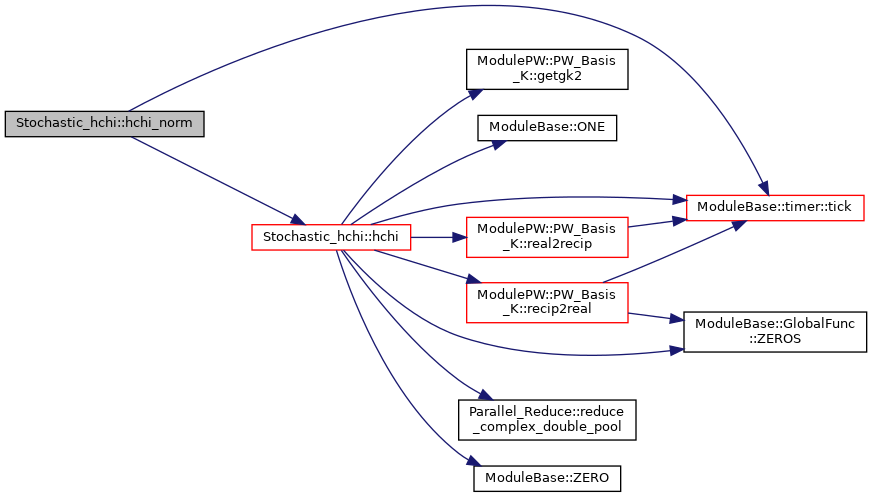 Stochastic_hchi::hchi_norm
Stochastic_hchi::hchi
ModulePW::PW_Basis
_K::getgk2
ModuleBase::ONE
ModuleBase::timer::tick
ModulePW::PW_Basis
_K::real2recip
ModulePW::PW_Basis
_K::recip2real
ModuleBase::GlobalFunc
::ZEROS
Parallel_Reduce::reduce
_complex_double_pool
ModuleBase::ZERO